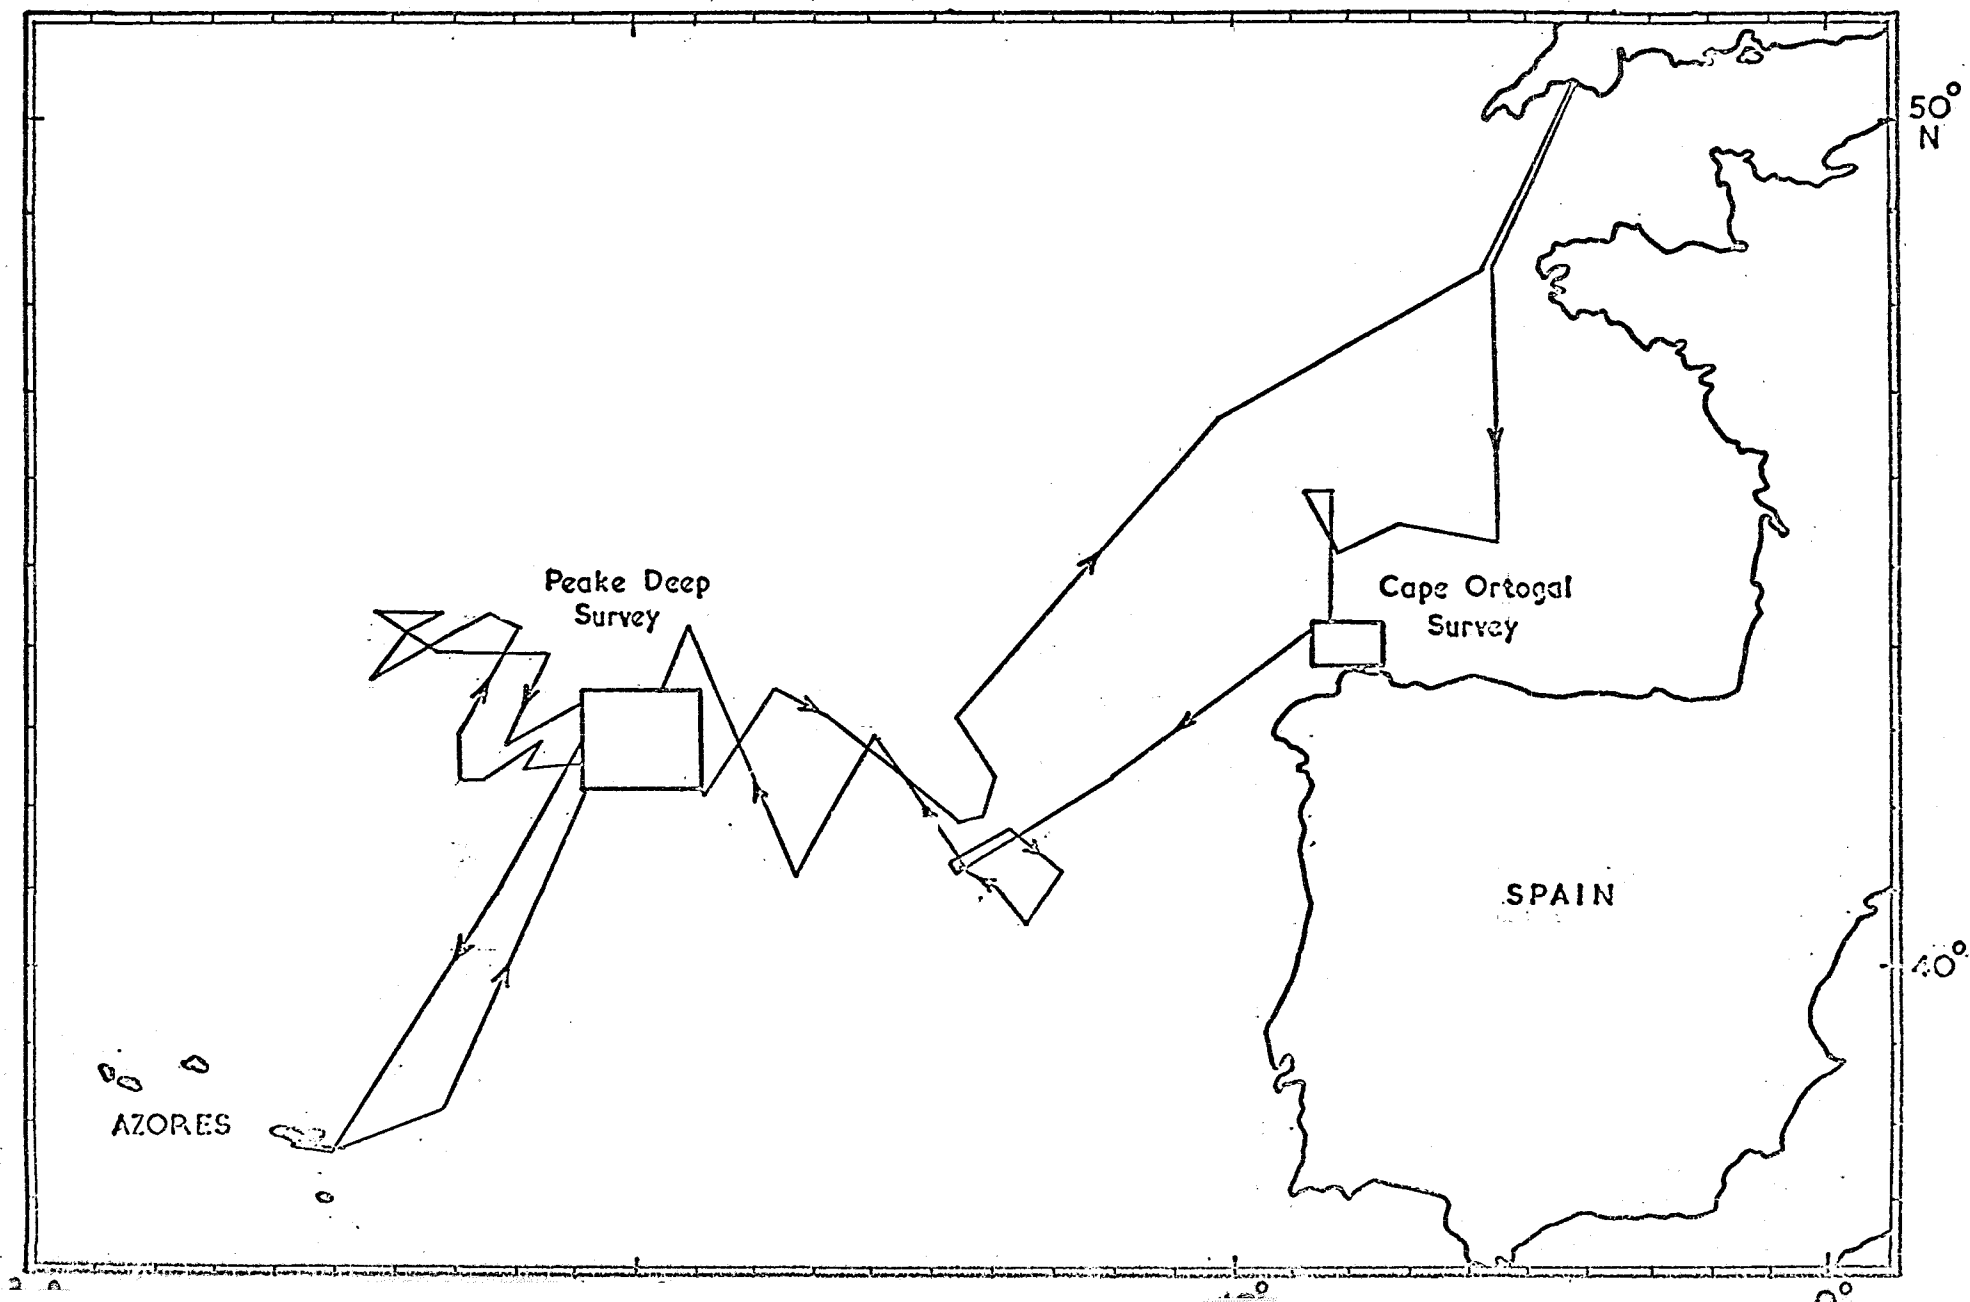 50°
N
Peake Deep
Survey
Cape Ortogal
Survey
SPAIN
40°
AZORES
0°